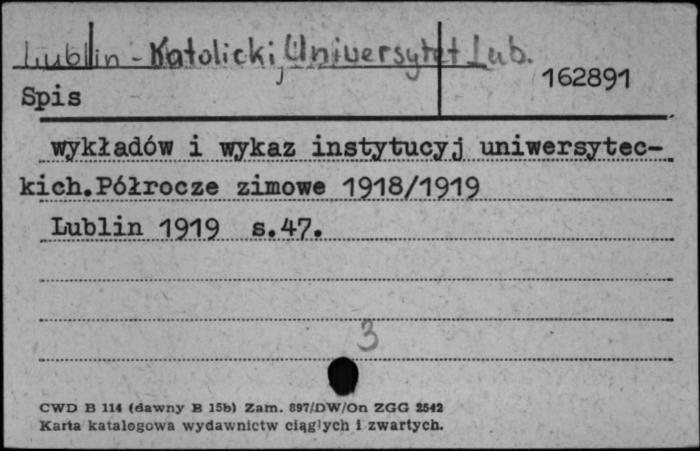 Lublin - Katolicki Uniwersytet Lub.
162891
Spis
wykładów i wykaz instytucyj uniwersytec-
kich.Półrocze zimowe 1918/1919
Lublin 1919 s.47.
3
CWD B 114 (dawny B 15b) Zam. 897/DW/On ZGG 2542
Karta katalogowa wydawnictw ciągłych i zwartych.